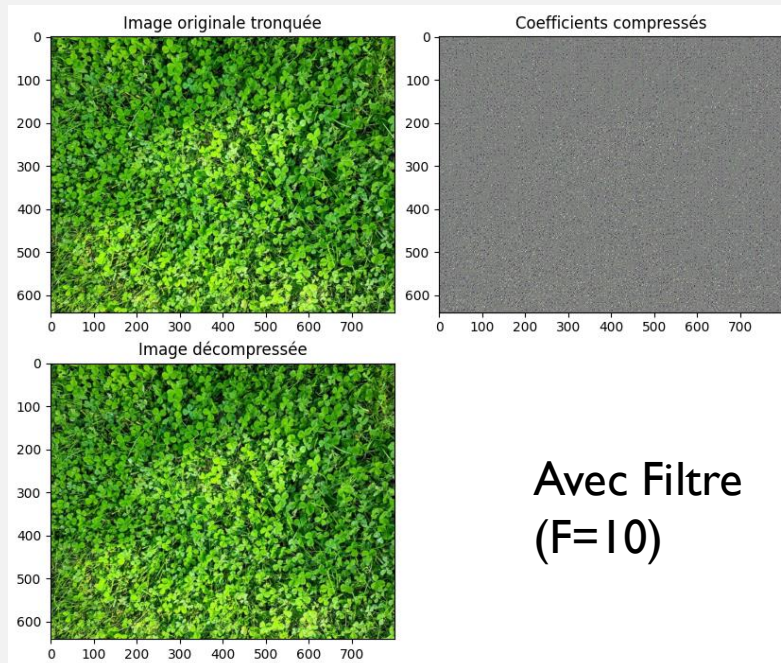 Image originale tronquée
0
100
200
300
400
500
600
0 100 200 300 400 500 600 700
Coefficients compressés
0
100
200
300
400
500
600
0 100 200 300 400 500 600 700
Image décompressée
0
100
200
300
400
500
600
0 100 200 300 400 500 600 700
Avec Filtre
(F=10)